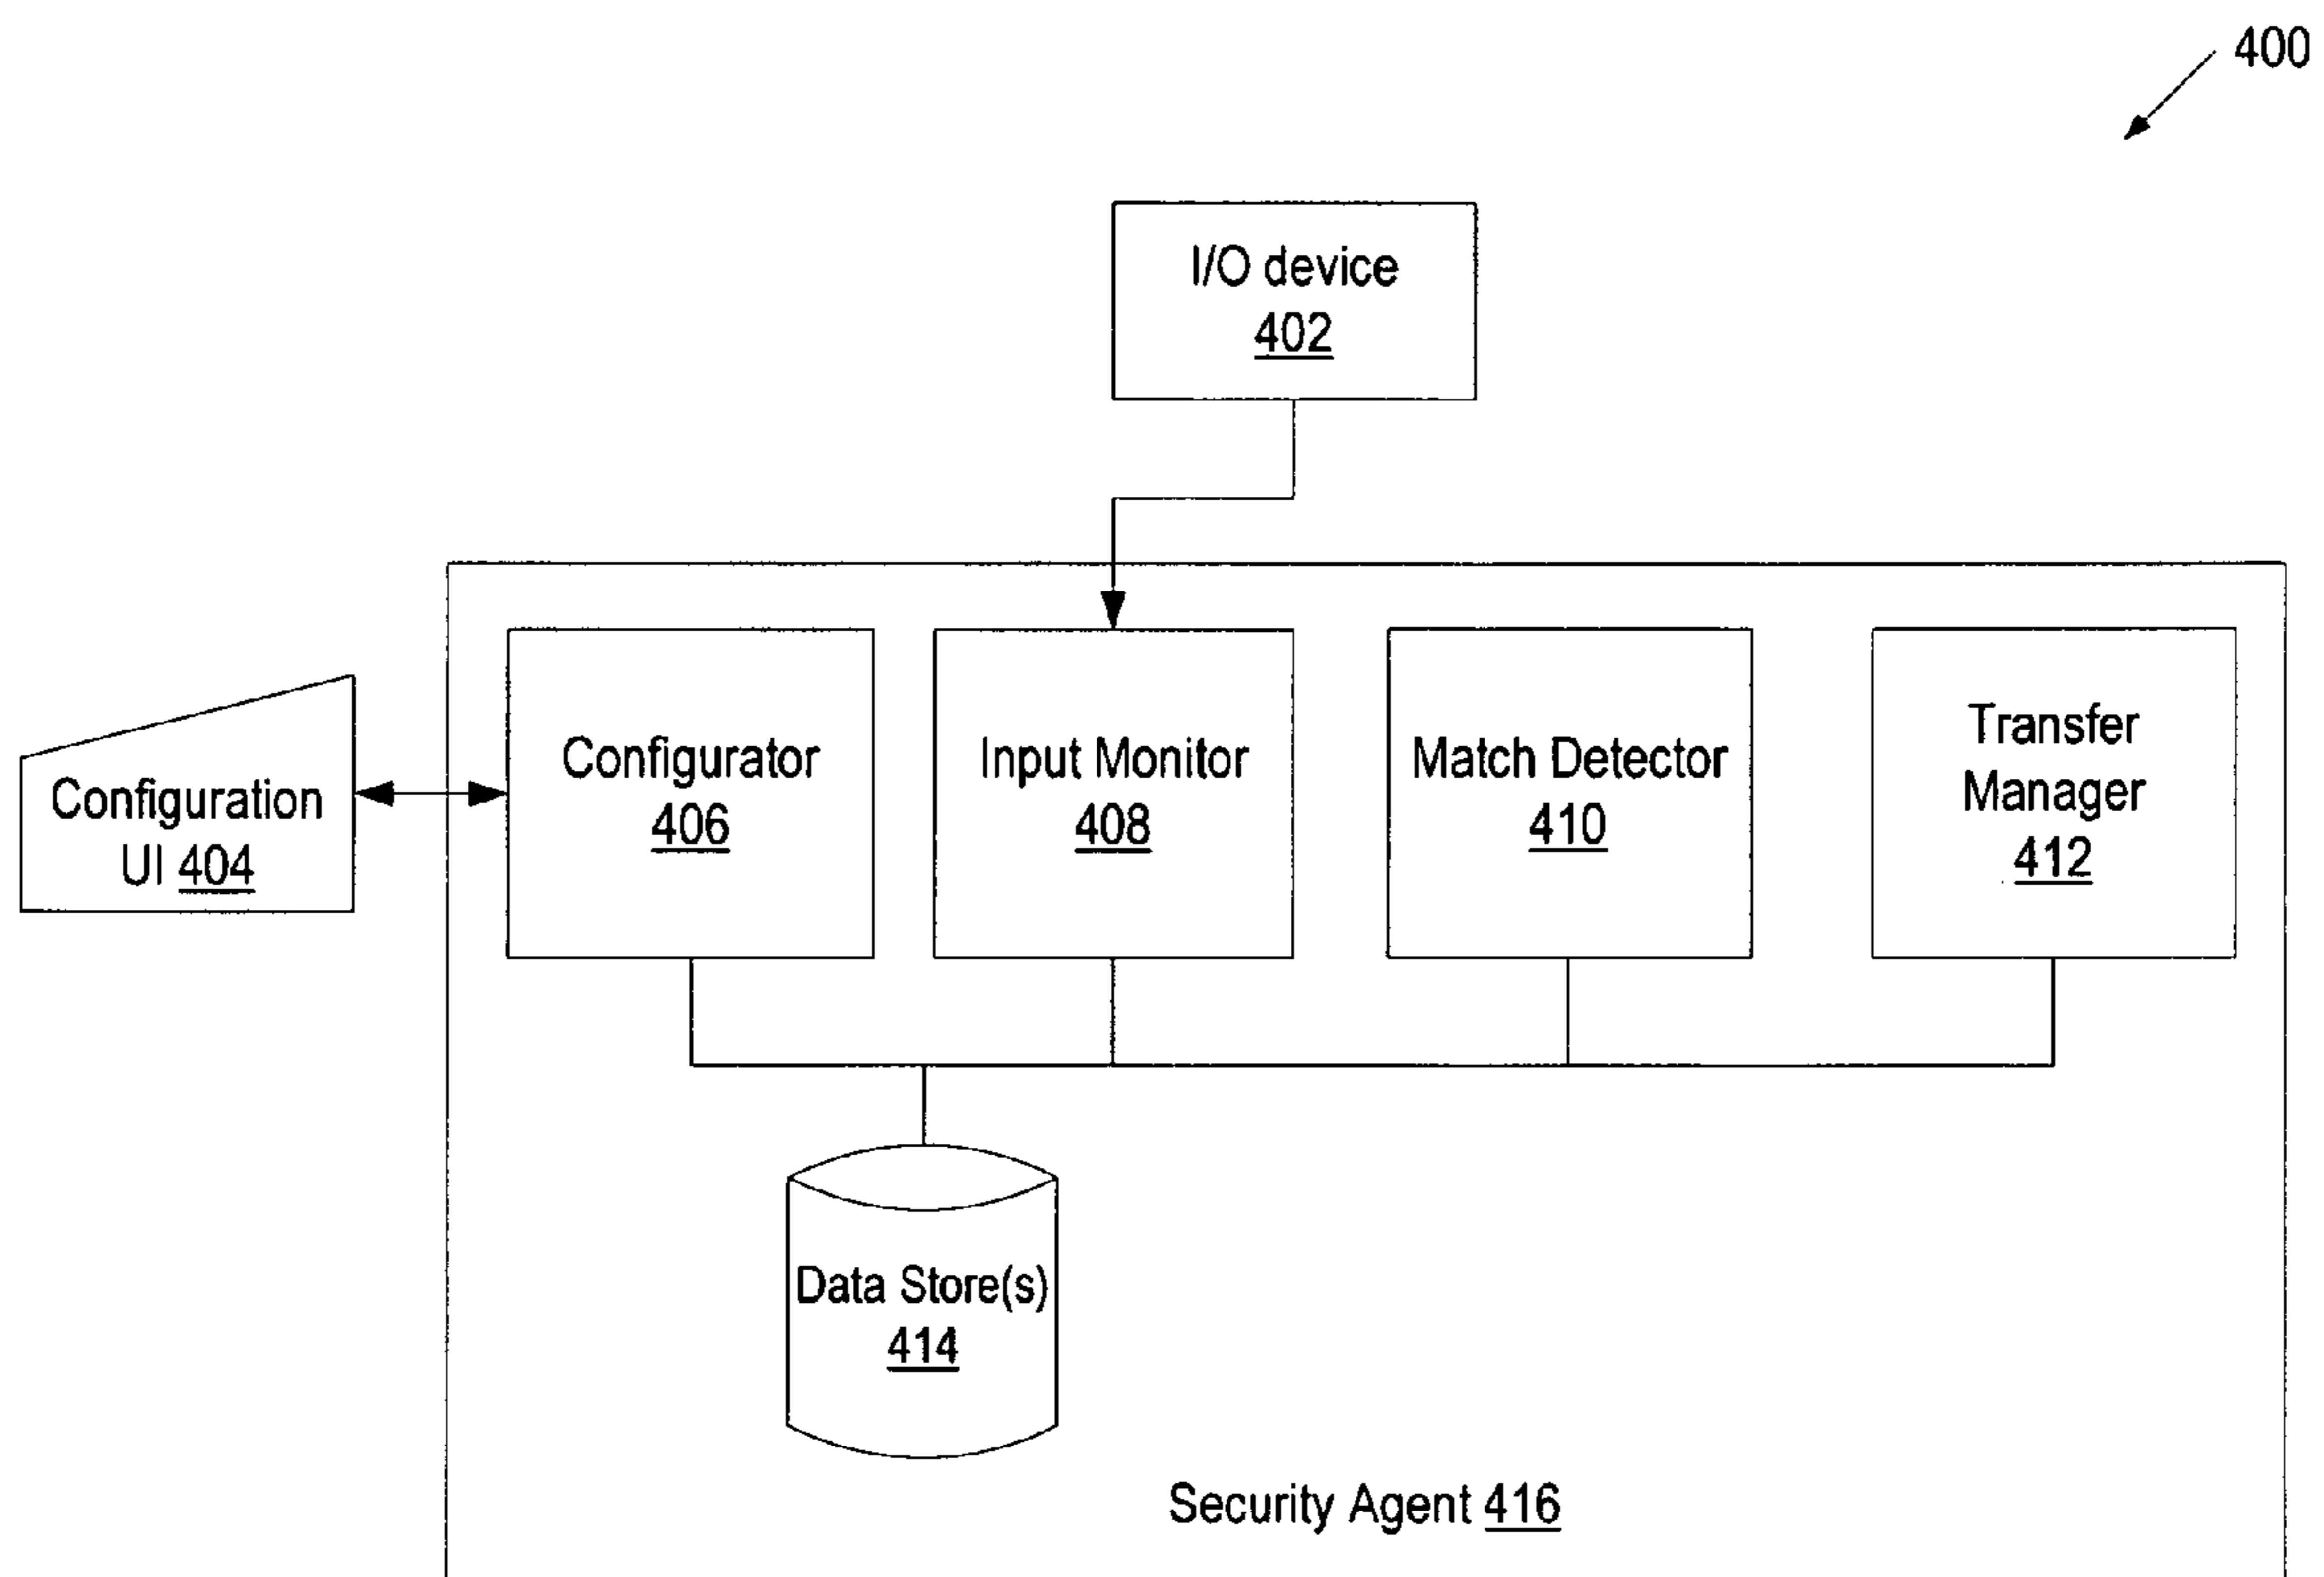 400
I/O device
402
Configuration
UI 404
Configurator
406
Input Monitor
408
Match Detector
410
Transfer
Manager
412
Data Store(s)
414
Security Agent 416